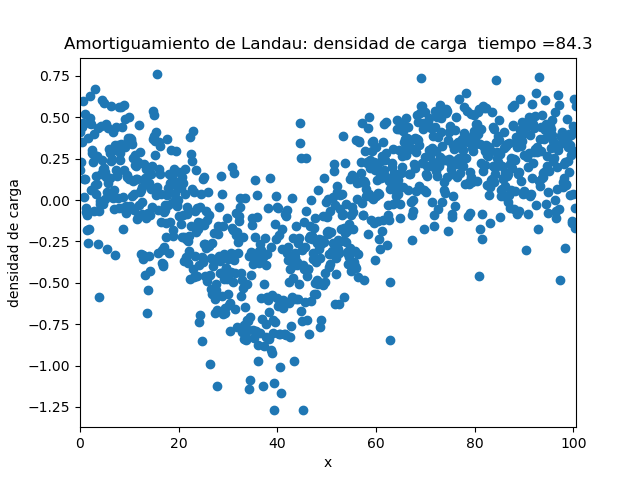 Amortiguamiento de Landau: densidad de carga  tiempo =84.3
0.75
0.50
0.25
0.00
−0.25
−0.50
−0.75
−1.00
−1.25
densidad de carga
0 20 40 60 80 100
x